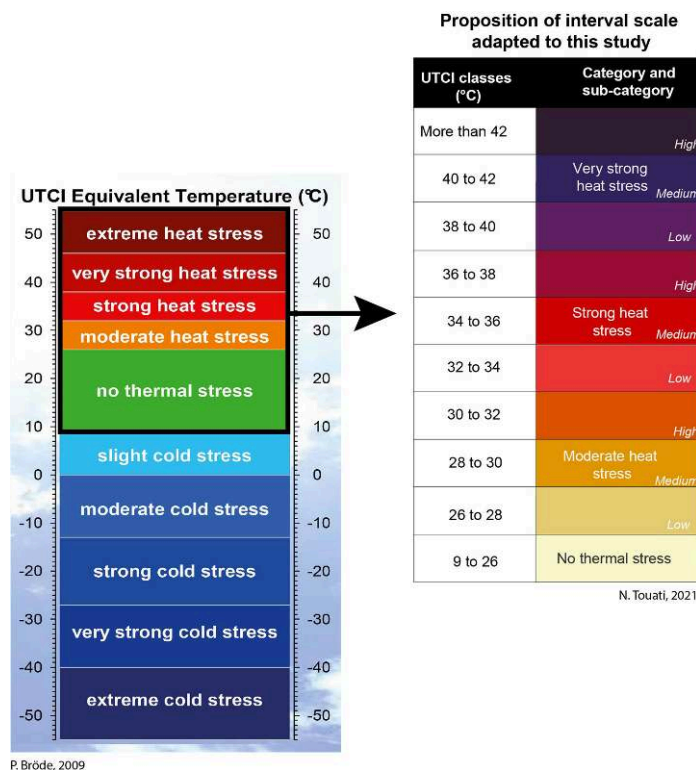 Proposition of interval scale
adapted to this study
UTCI classes
(°C)
Category and
sub-category
More than 42
High
40 to 42
Very strong
heat stress
Medium
38 to 40
Low
36 to 38
High
34 to 36
Strong heat
stress
Medium
32 to 34
Low
30 to 32
High
28 to 30
Moderate heat
stress
Medium
26 to 28
Low
9 to 26
No thermal stress
N. Touati, 2021
UTCI Equivalent Temperature (°C)
50 extreme heat stress 50
40 very strong heat stress 40
strong heat stress
30 moderate heat stress 30
20 no thermal stress 20
10 10
slight cold stress
0 0
moderate cold stress
-10 -10
-20 strong cold stress -20
-30 -30
very strong cold stress
-40 -40
extreme cold stress
-50 -50
P. Bröde, 2009